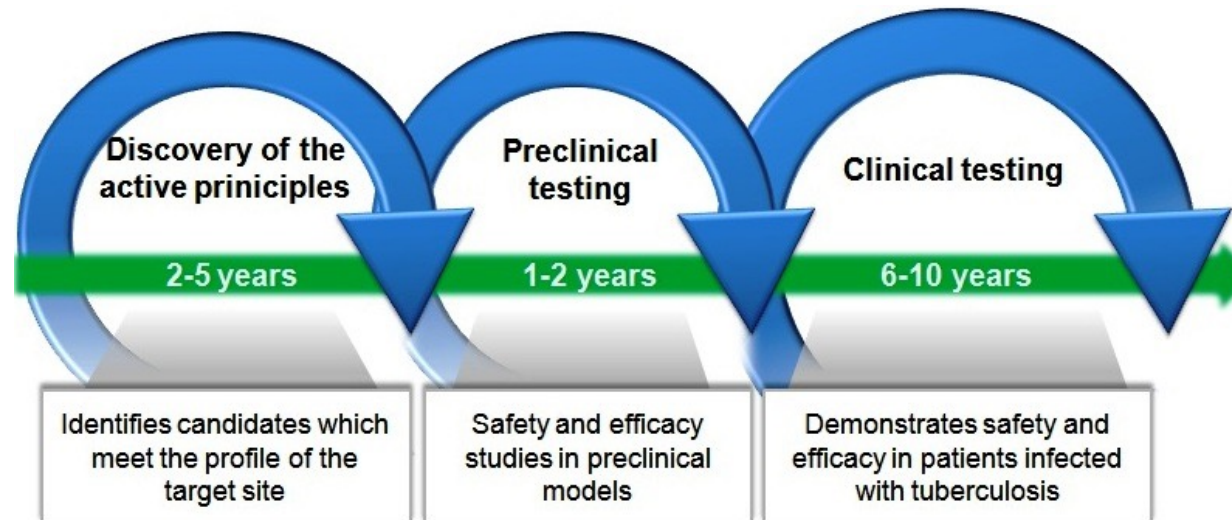 Discovery of the
active priniciples
Preclinical
testing
Clinical testing
2-5 years
1-2 years
6-10 years
Identifies candidates which
meet the profile of the
target site
Safety and efficacy
studies in preclinical
models
Demonstrates safety and
efficacy in patients infected
with tuberculosis